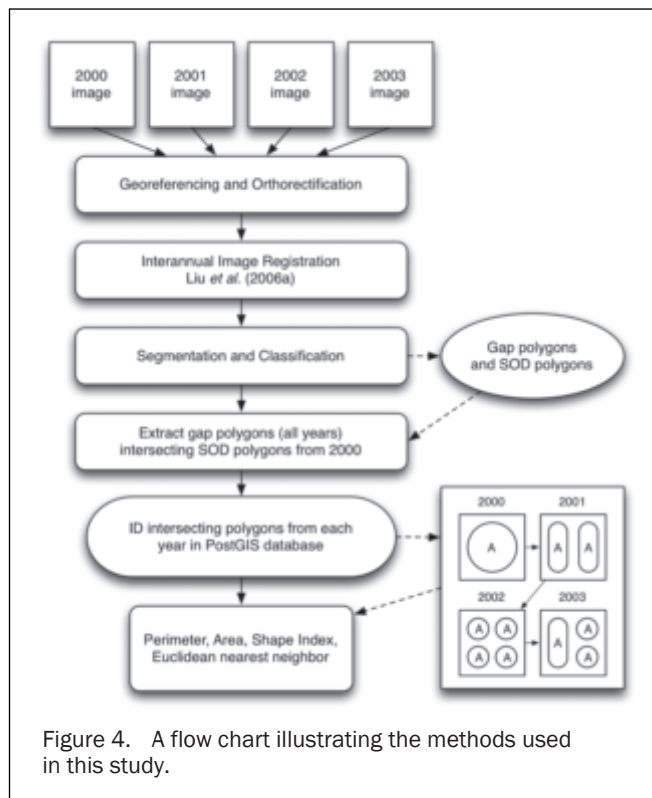 2000
image
2001
image
2002
image
2003
image
Georeferencing and Orthorectification
Interannual Image Registration
Liu et al. (2006a)
Segmentation and Classification
Gap polygons
and SOD polygons
Extract gap polygons (all years)
intersecting SOD polygons from 2000
ID intersecting polygons from each
year in PostGIS database
2000
2001
A
A A
2002
2003
A A
A A
A A
A
Perimeter, Area, Shape Index,
Euclidean nearest neighbor
Figure 4. A flow chart illustrating the methods used
in this study.